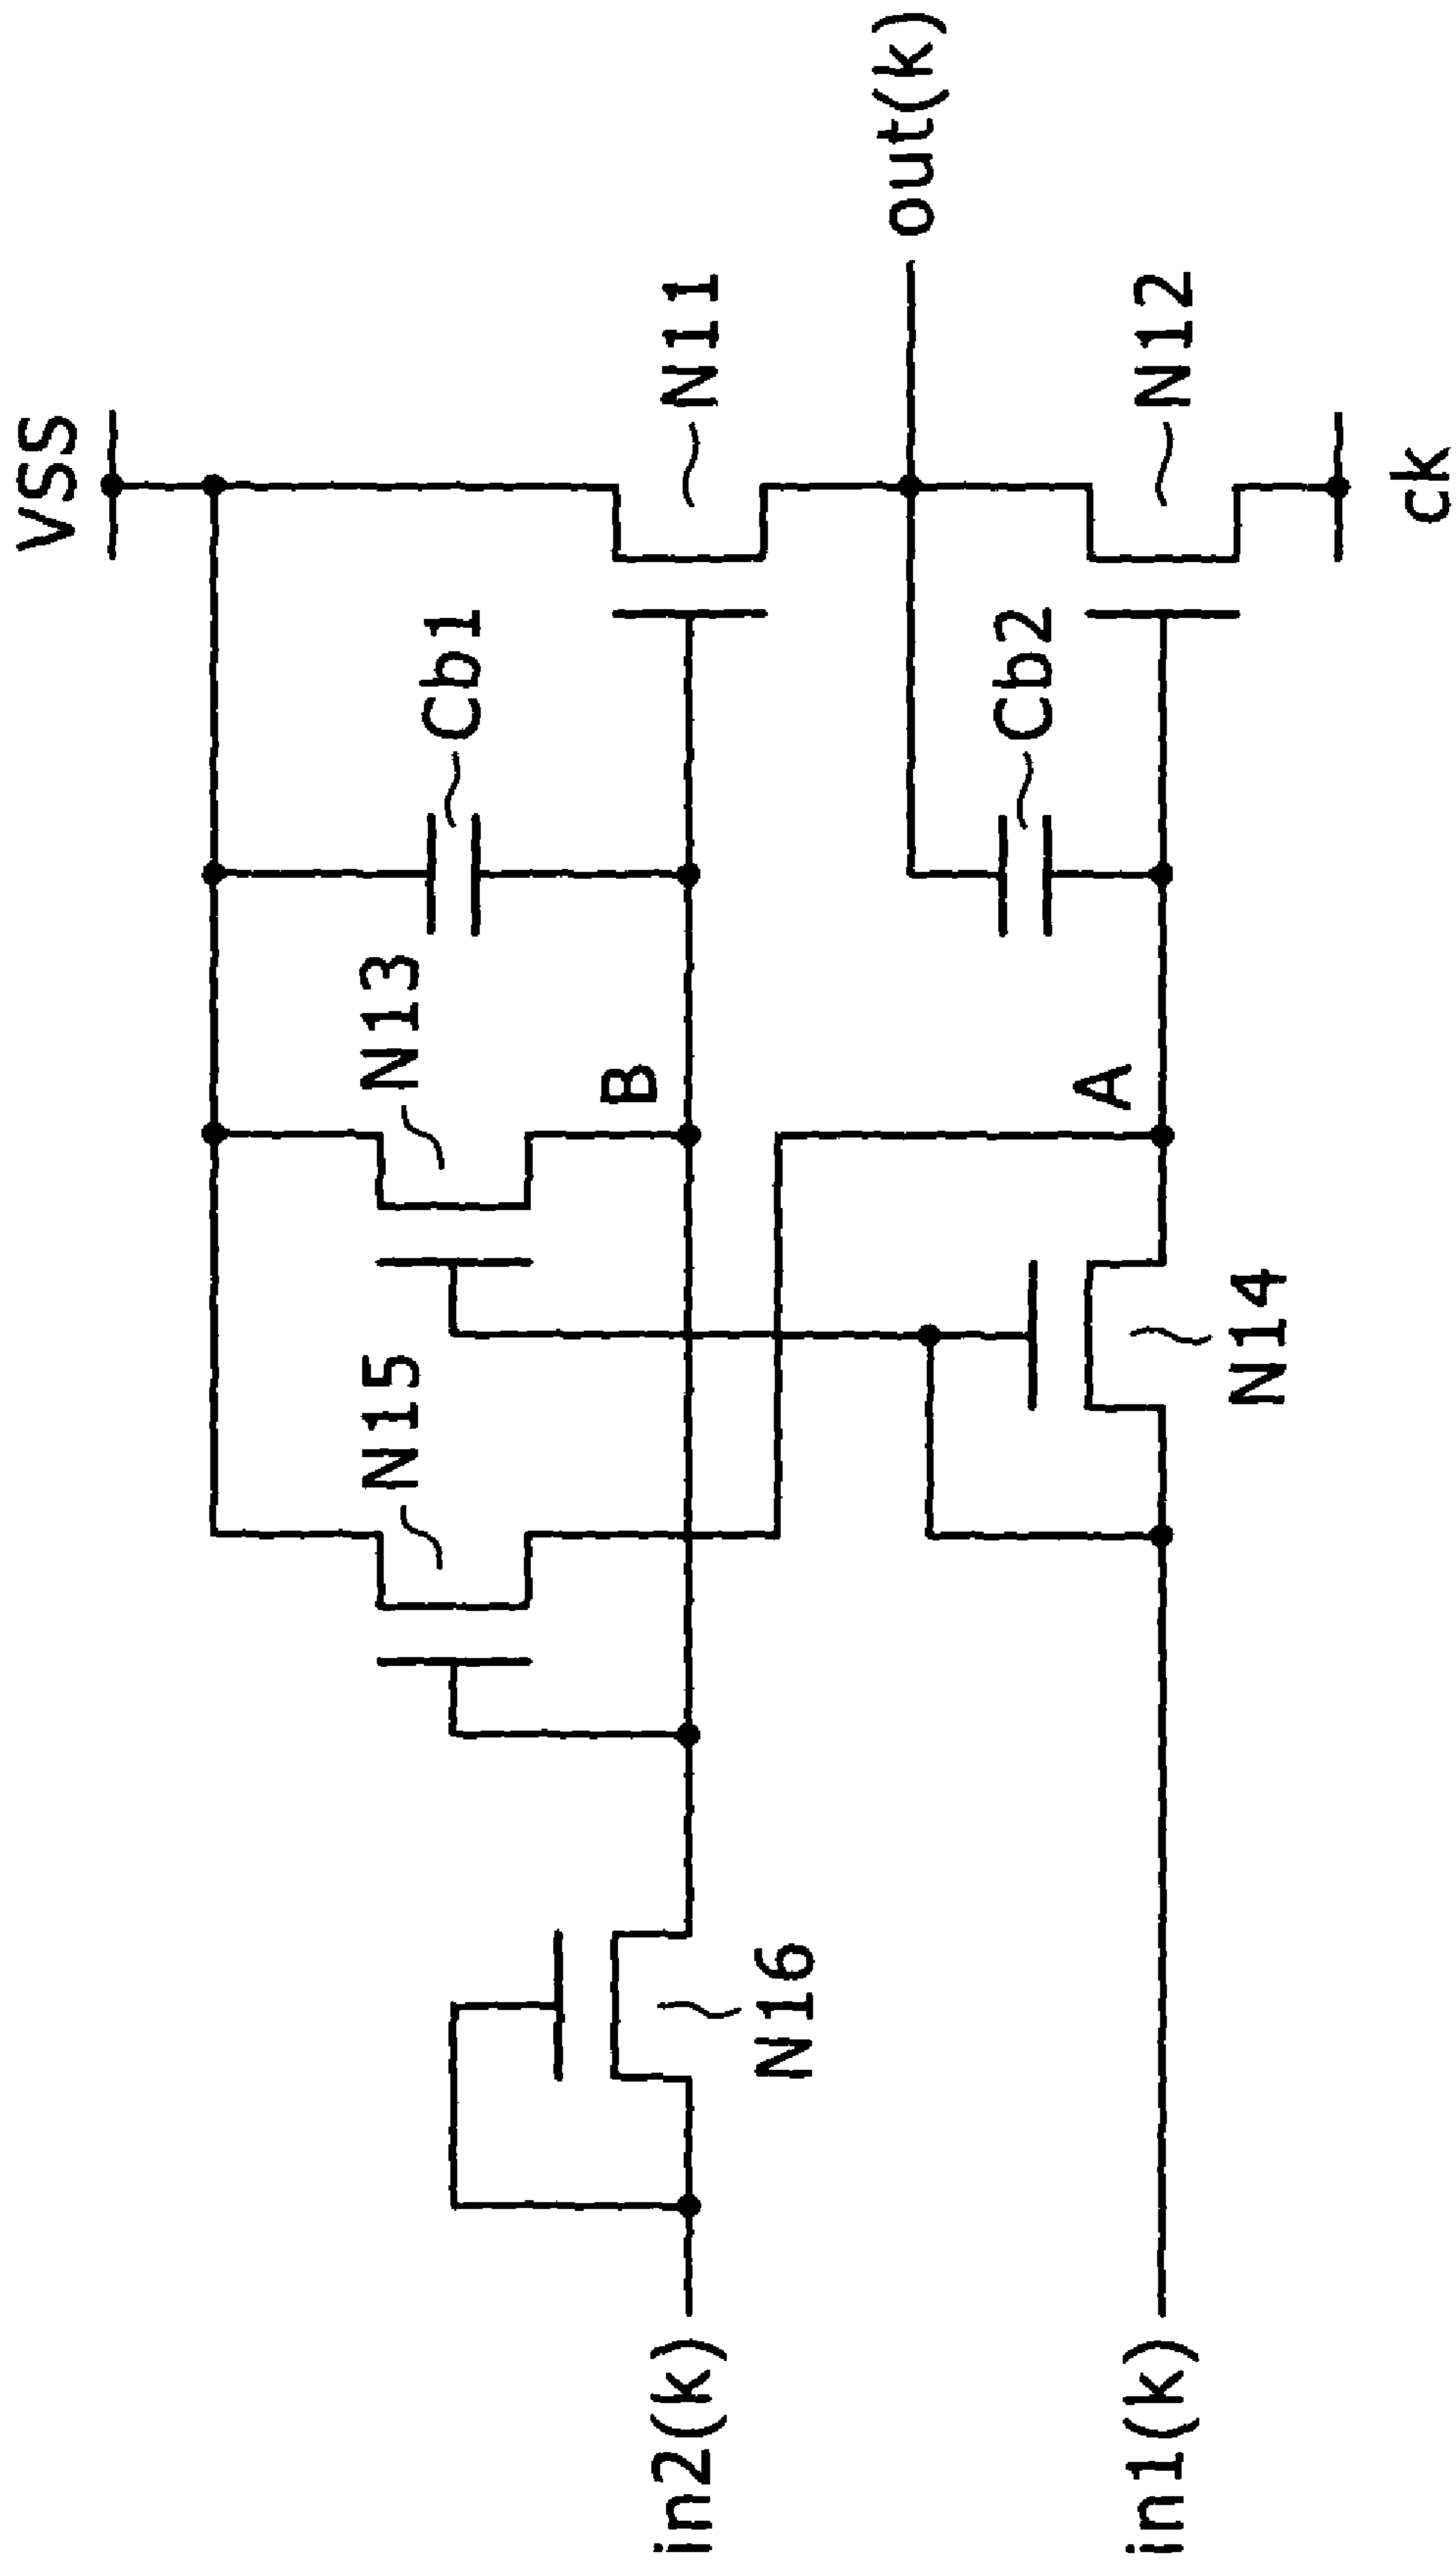 VSS
N15
N13
Cb1
N11
in2(k)
N16
B
out(k)
Cb2
A
N12
in1(k)
N14
ck